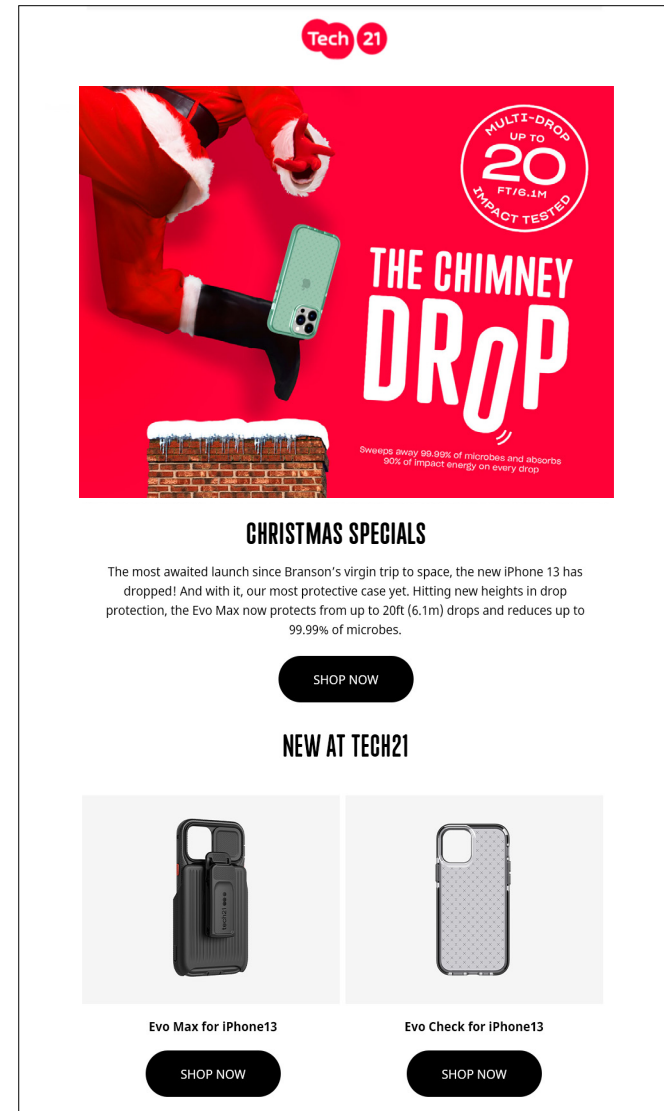 Tech 21
MULTI-DROP
UP TO
20
FT/6.1M
IMPACT TESTED
THE CHIMNEY
DROP
Sweeps away 99.99% of microbes and absorbs
90% of impact energy on every drop
CHRISTMAS SPECIALS
The most awaited launch since Branson’s virgin trip to space, the new iPhone 13 has
dropped! And with it, our most protective case yet. Hitting new heights in drop
protection, the Evo Max now protects from up to 20ft (6.1m) drops and reduces up to
99.99% of microbes.
SHOP NOW
NEW AT TECH21
tech21
Evo Max for iPhone13
Evo Check for iPhone13
SHOP NOW
SHOP NOW